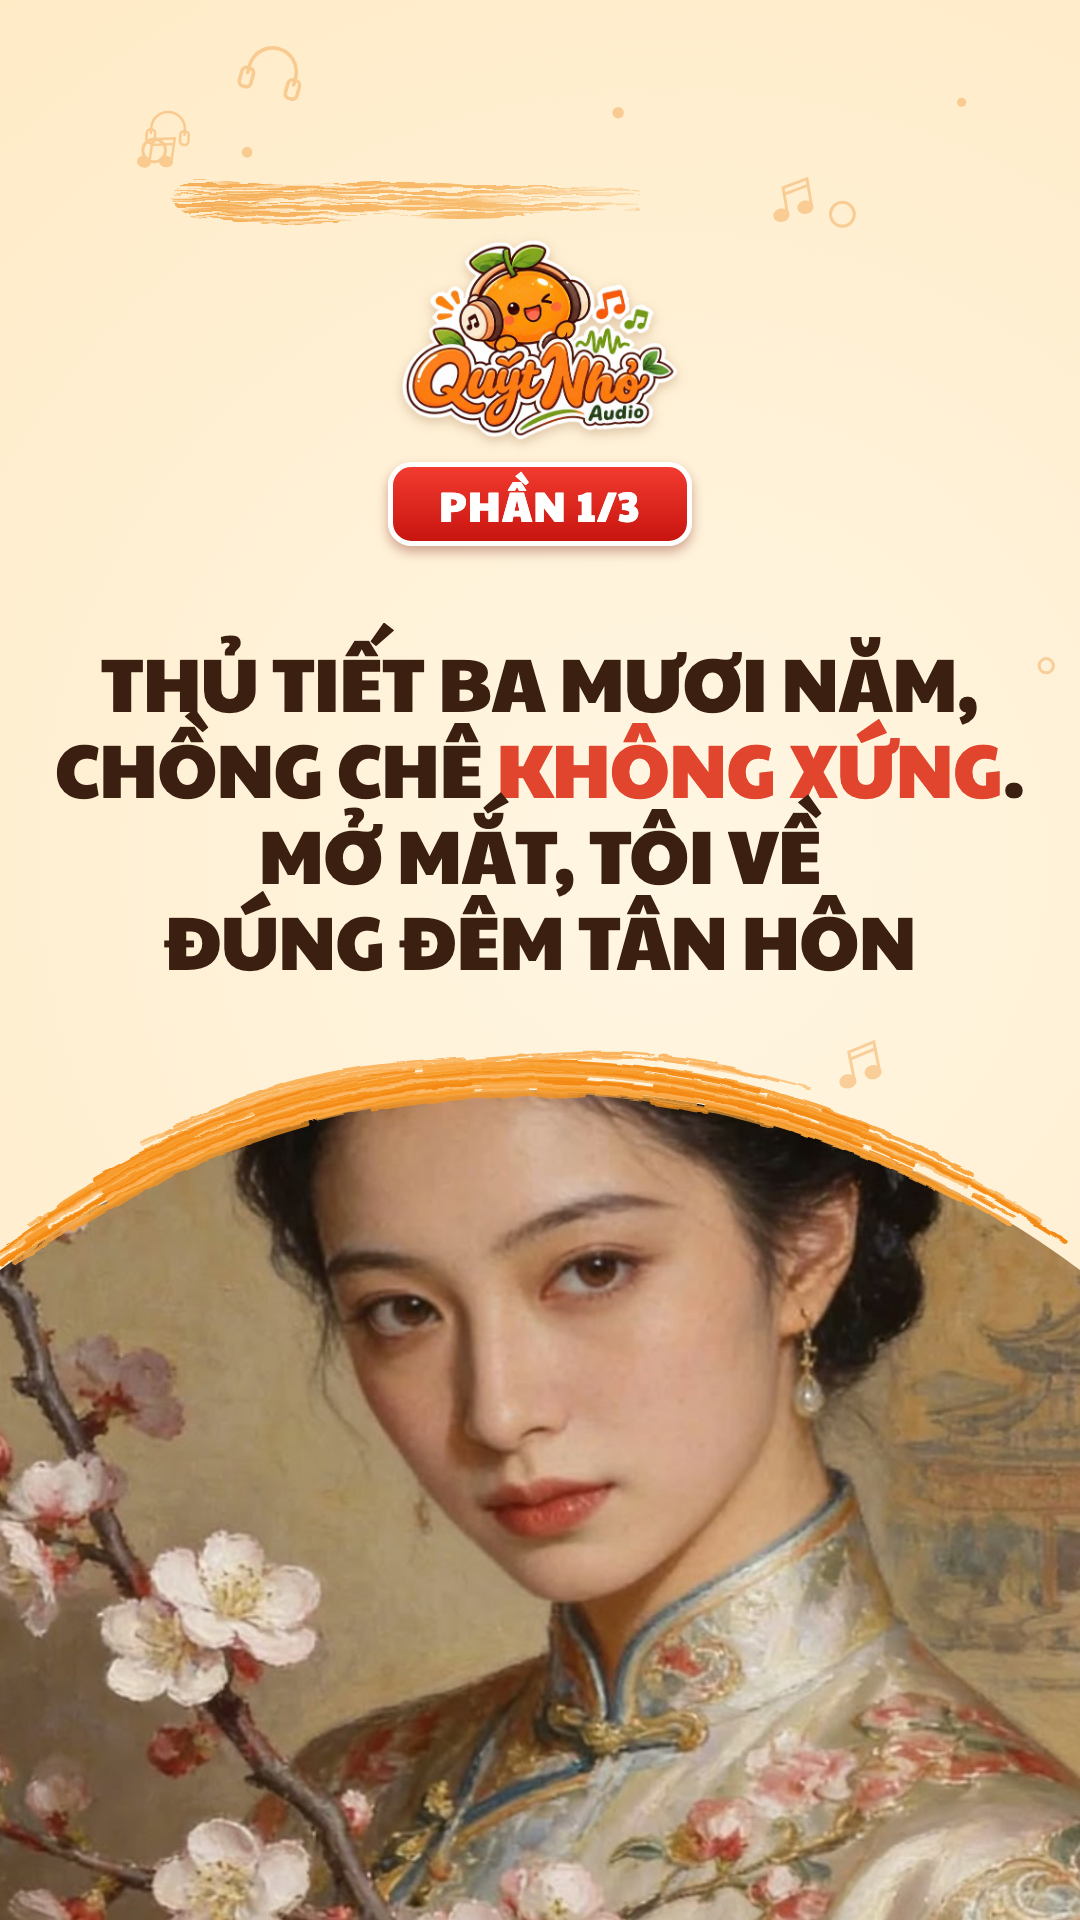 Quýt Nhỏ
Audio
PHẦN 1/3
THỦ TIẾT BA MƯƠI NĂM,
CHỒNG CHÊ KHÔNG XỨNG.
MỞ MẮT, TÔI VỀ
ĐÚNG ĐÊM TÂN HÔN